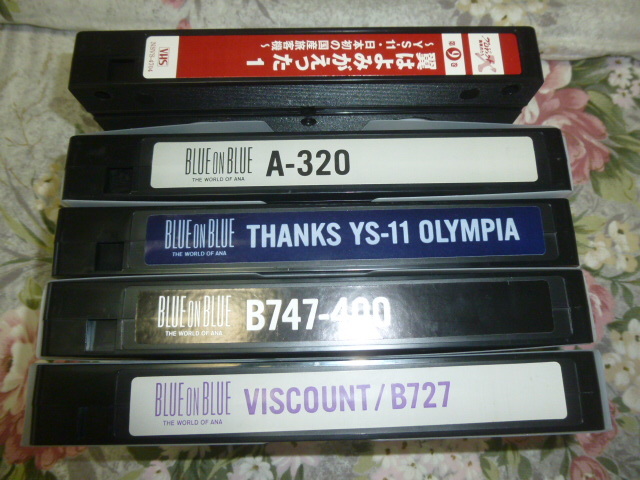 翼はよみがえった 1
~YS-11・日本初の国産旅客機~
第9巻
VHS
BLUE ON BLUE
THE WORLD OF ANA
A-320
BLUE ON BLUE
THE WORLD OF ANA
THANKS YS-11 OLYMPIA
BLUE ON BLUE
THE WORLD OF ANA
B747-400
BLUE ON BLUE
THE WORLD OF ANA
VISCOUNT/B727